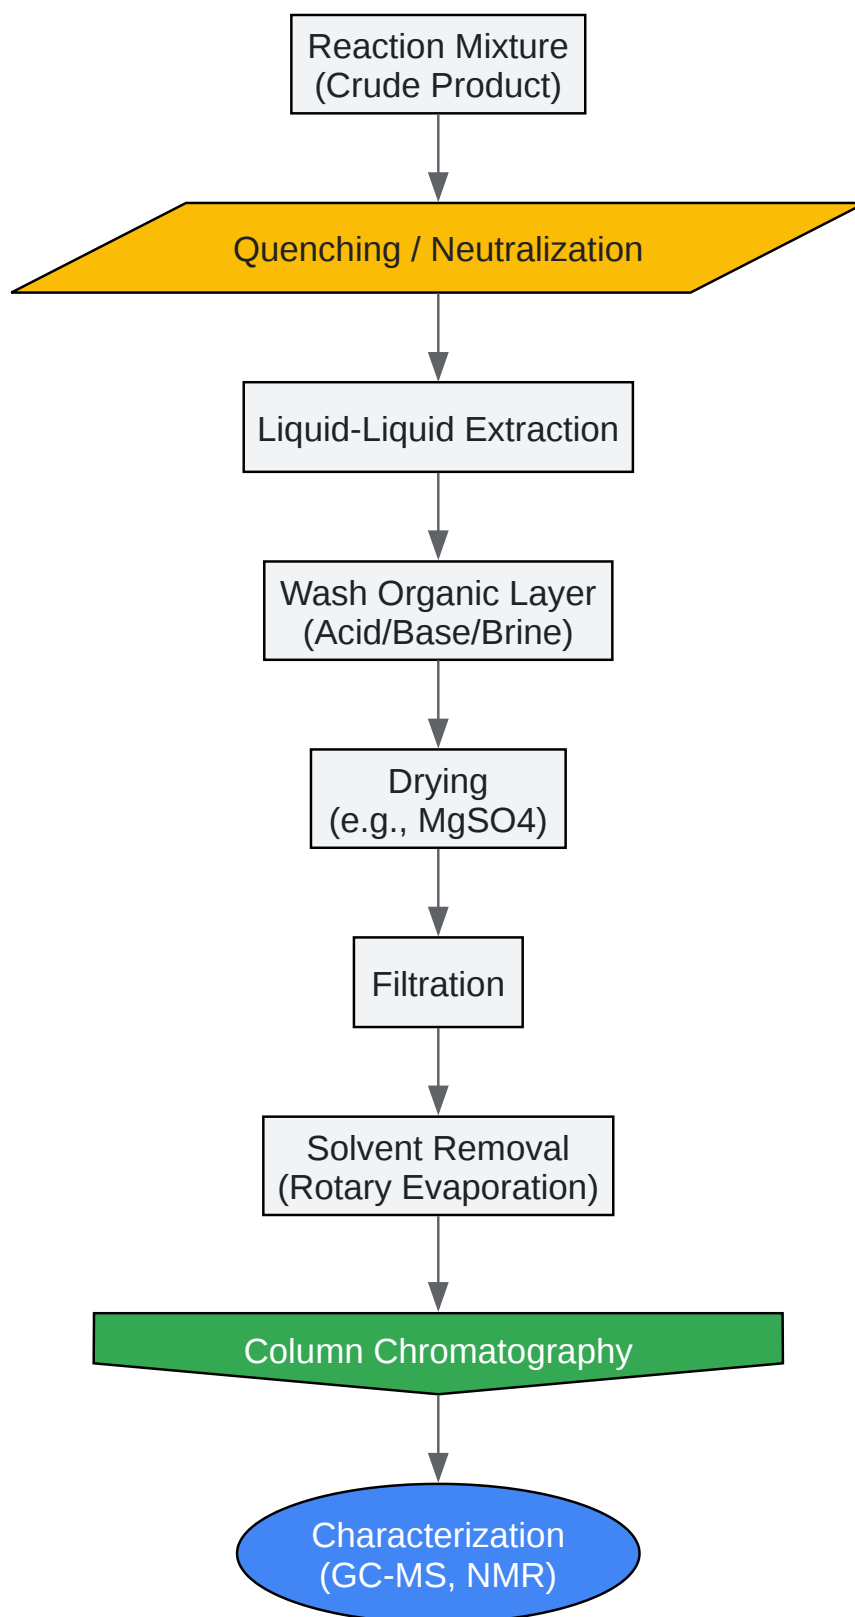 Reaction Mixture
(Crude Product)
Quenching / Neutralization
Liquid-Liquid Extraction
Wash Organic Layer
(Acid/Base/Brine)
Drying
(e.g., MgSO4)
Filtration
Solvent Removal
(Rotary Evaporation)
Column Chromatography
Characterization
(GC-MS, NMR)